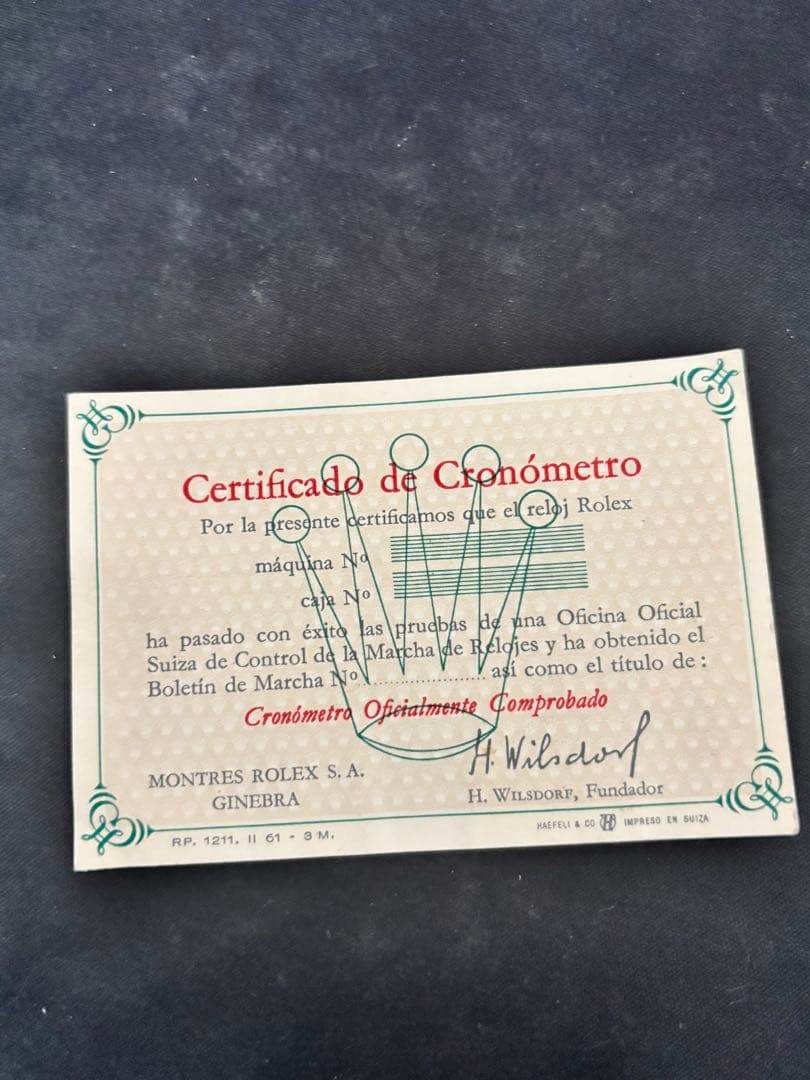 Certificado de Cronómetro
Por la presente certificamos que el reloj Rolex
máquina Nº
caja Nº
ha pasado con éxito las pruebas de una Oficina Oficial
Suiza de Control de la Marcha de Relojes y ha obtenido el
Boletín de Marcha Nº ........................ así como el título de :
Cronómetro Oficialmente Comprobado
H. Wilsdorf
MONTRES ROLEX S. A.
GINEBRA
H. WILSDORF, Fundador
RP. 1211. II 61 - 3 M.
HAEFELI & CO H IMPRESO EN SUIZA